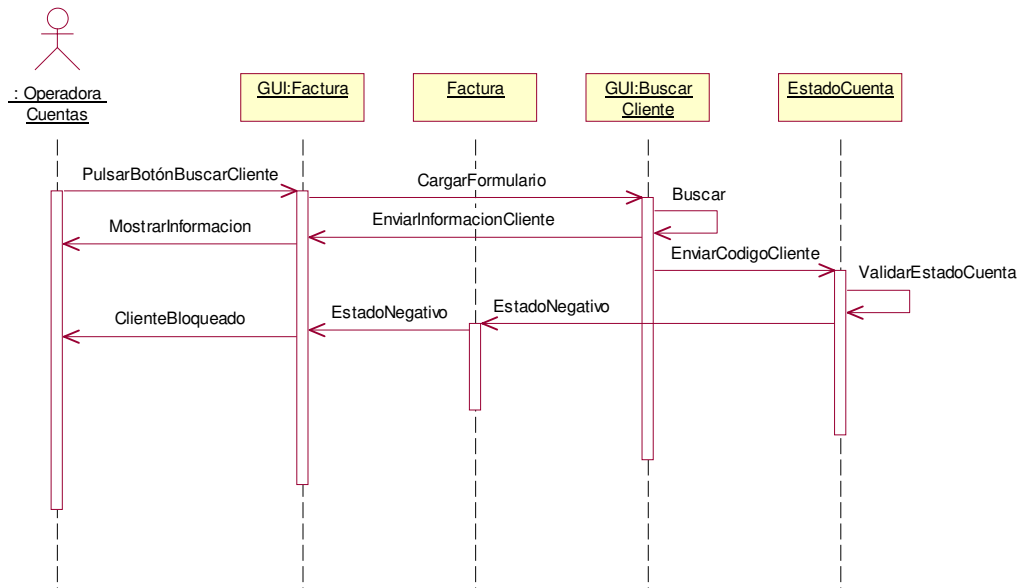 : Operadora
Cuentas
GUI:Factura
Factura
GUI:Buscar
Cliente
EstadoCuenta
PulsarBotónBuscarCliente
CargarFormulario
Buscar
MostrarInformacion
EnviarInformacionCliente
EnviarCodigoCliente
ValidarEstadoCuenta
ClienteBloqueado
EstadoNegativo
EstadoNegativo